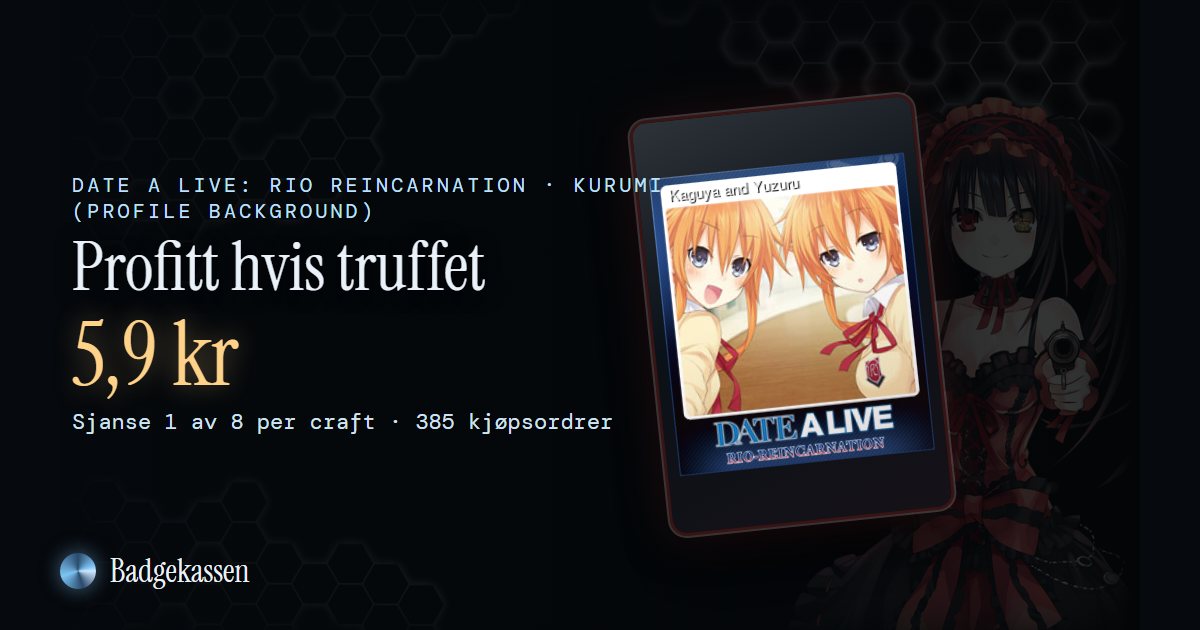 DATE A LIVE: RIO REINCARNATION · KURUMI
(PROFILE BACKGROUND)
Profitt hvis truffet
5,9 kr
Sjanse 1 av 8 per craft · 385 kjøpsordrer
Kaguya and Yuzuru
DATE A LIVE
RIO-REINCARNATION
Badgekassen